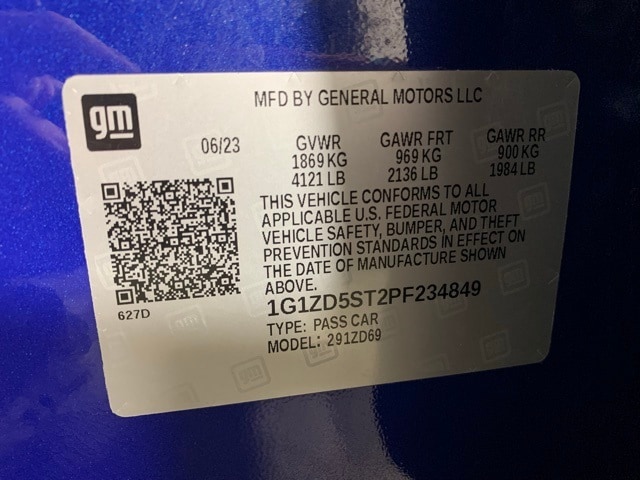 gm
MFD BY GENERAL MOTORS LLC
06/23 GVWR GAWR FRT GAWR RR
1869 KG 969 KG 900 KG
4121 LB 2136 LB 1984 LB
THIS VEHICLE CONFORMS TO ALL
APPLICABLE U.S. FEDERAL MOTOR
VEHICLE SAFETY, BUMPER, AND THEFT
PREVENTION STANDARDS IN EFFECT ON
THE DATE OF MANUFACTURE SHOWN
ABOVE.
627D
1G1ZD5ST2PF234849
TYPE: PASS CAR
MODEL: 291ZD69